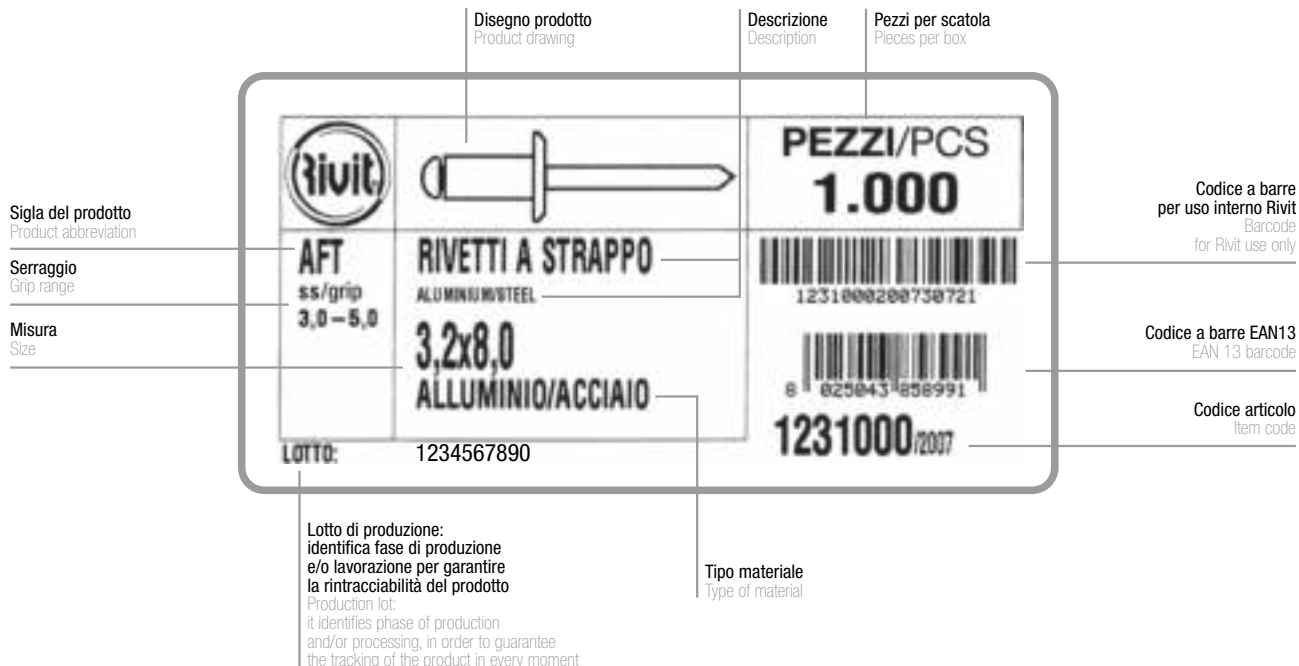 Disegno prodotto
Product drawing
Descrizione
Description
Pezzi per scatola
Pieces per box
Rivit
PEZZI/PCS
1.000
Sigla del prodotto
Product abbreviation
Serraggio
Grip range
Misura
Size
AFT
ss/grip
3,0-5,0
RIVETTI A STRAPPO
ALUMINIUM/STEEL
3,2x8,0
ALLUMINIO/ACCIAIO
1231000200730721
8 025043 858991
1231000/2007
LOTTO: 1234567890
Codice a barre
per uso interno Rivit
Barcode
for Rivit use only
Codice a barre EAN13
EAN 13 barcode
Codice articolo
Item code
Lotto di produzione:
identifica fase di produzione
e/o lavorazione per garantire
la rintracciabilità del prodotto
Production lot:
it identifies phase of production
and/or processing, in order to guarantee
the tracking of the product in every moment
Tipo materiale
Type of material